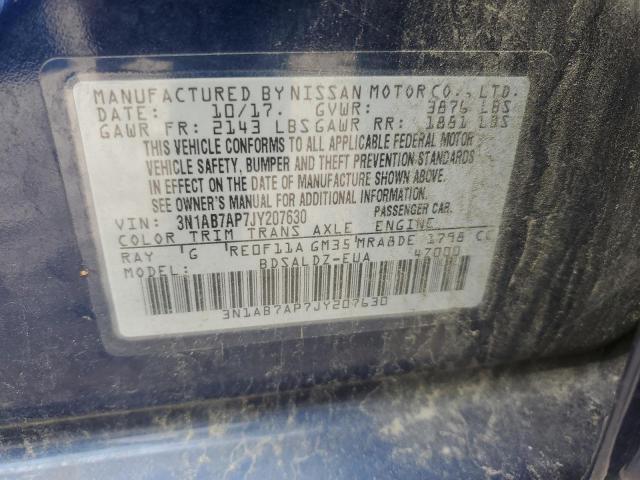 MANUFACTURED BY NISSAN MOTOR CO., LTD.
DATE: 10/17. GVWR: 3876 LBS
GAWR FR: 2143 LBS GAWR RR: 1881 LBS
THIS VEHICLE CONFORMS TO ALL APPLICABLE FEDERAL MOTOR
VEHICLE SAFETY, BUMPER AND THEFT PREVENTION STANDARDS
IN EFFECT ON THE DATE OF MANUFACTURE SHOWN ABOVE.
SEE OWNER'S MANUAL FOR ADDITIONAL INFORMATION.
VIN: 3N1AB7AP7JY207630 PASSENGER CAR.
COLOR TRIM TRANS AXLE ENGINE
RAY G RE0F11A GM35 MRA8DE 1798 CC
MODEL: BDSALDZ-EUA 47000
3N1AB7AP7JY207630